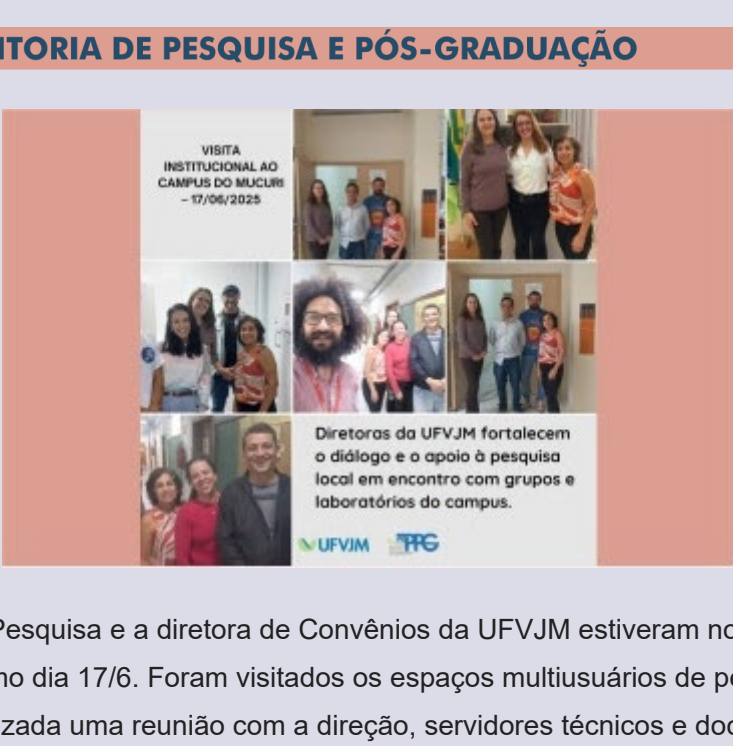 ITORIA DE PESQUISA E PÓS-GRADUAÇÃO
VISITA
INSTITUCIONAL AO
CAMPUS DO MUCURI
– 17/06/2025
Diretoras da UFVJM fortalecem
o diálogo e o apoio à pesquisa
local em encontro com grupos e
laboratórios do campus.
UFVJM PRPPG
Pesquisa e a diretora de Convênios da UFVJM estiveram no
no dia 17/6. Foram visitados os espaços multiusuários de pe
izada uma reunião com a direção, servidores técnicos e doc